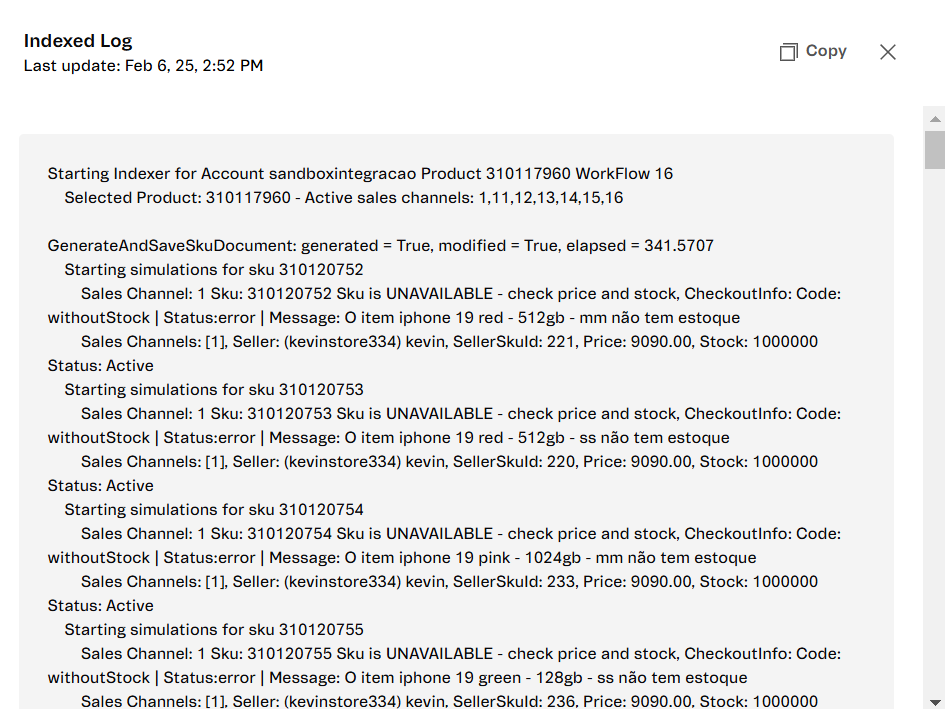 Indexed Log
Last update: Feb 6, 25, 2:52 PM
Copy
Starting Indexer for Account sandboxintegracao Product 310117960 WorkFlow 16
Selected Product: 310117960 - Active sales channels: 1,11,12,13,14,15,16
GenerateAndSaveSkuDocument: generated = True, modified = True, elapsed = 341.5707
Starting simulations for sku 310120752
Sales Channel: 1 Sku: 310120752 Sku is UNAVAILABLE - check price and stock, CheckoutInfo: Code:
withoutStock | Status:error | Message: O item iphone 19 red - 512gb - mm não tem estoque
Sales Channels: [1], Seller: (kevinstore334) kevin, SellerSkuId: 221, Price: 9090.00, Stock: 1000000
Status: Active
Starting simulations for sku 310120753
Sales Channel: 1 Sku: 310120753 Sku is UNAVAILABLE - check price and stock, CheckoutInfo: Code:
withoutStock | Status:error | Message: O item iphone 19 red - 512gb - ss não tem estoque
Sales Channels: [1], Seller: (kevinstore334) kevin, SellerSkuId: 220, Price: 9090.00, Stock: 1000000
Status: Active
Starting simulations for sku 310120754
Sales Channel: 1 Sku: 310120754 Sku is UNAVAILABLE - check price and stock, CheckoutInfo: Code:
withoutStock | Status:error | Message: O item iphone 19 pink - 1024gb - mm não tem estoque
Sales Channels: [1], Seller: (kevinstore334) kevin, SellerSkuId: 233, Price: 9090.00, Stock: 1000000
Status: Active
Starting simulations for sku 310120755
Sales Channel: 1 Sku: 310120755 Sku is UNAVAILABLE - check price and stock, CheckoutInfo: Code:
withoutStock | Status:error | Message: O item iphone 19 green - 128gb - ss não tem estoque
Sales Channels: [1], Seller: (kevinstore334) kevin, SellerSkuId: 236, Price: 9090.00, Stock: 1000000